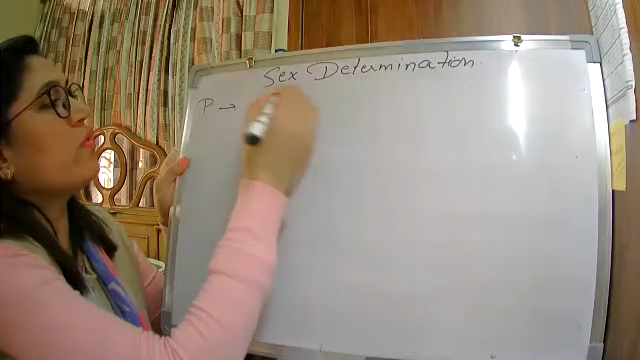 Sex Determination.
P →